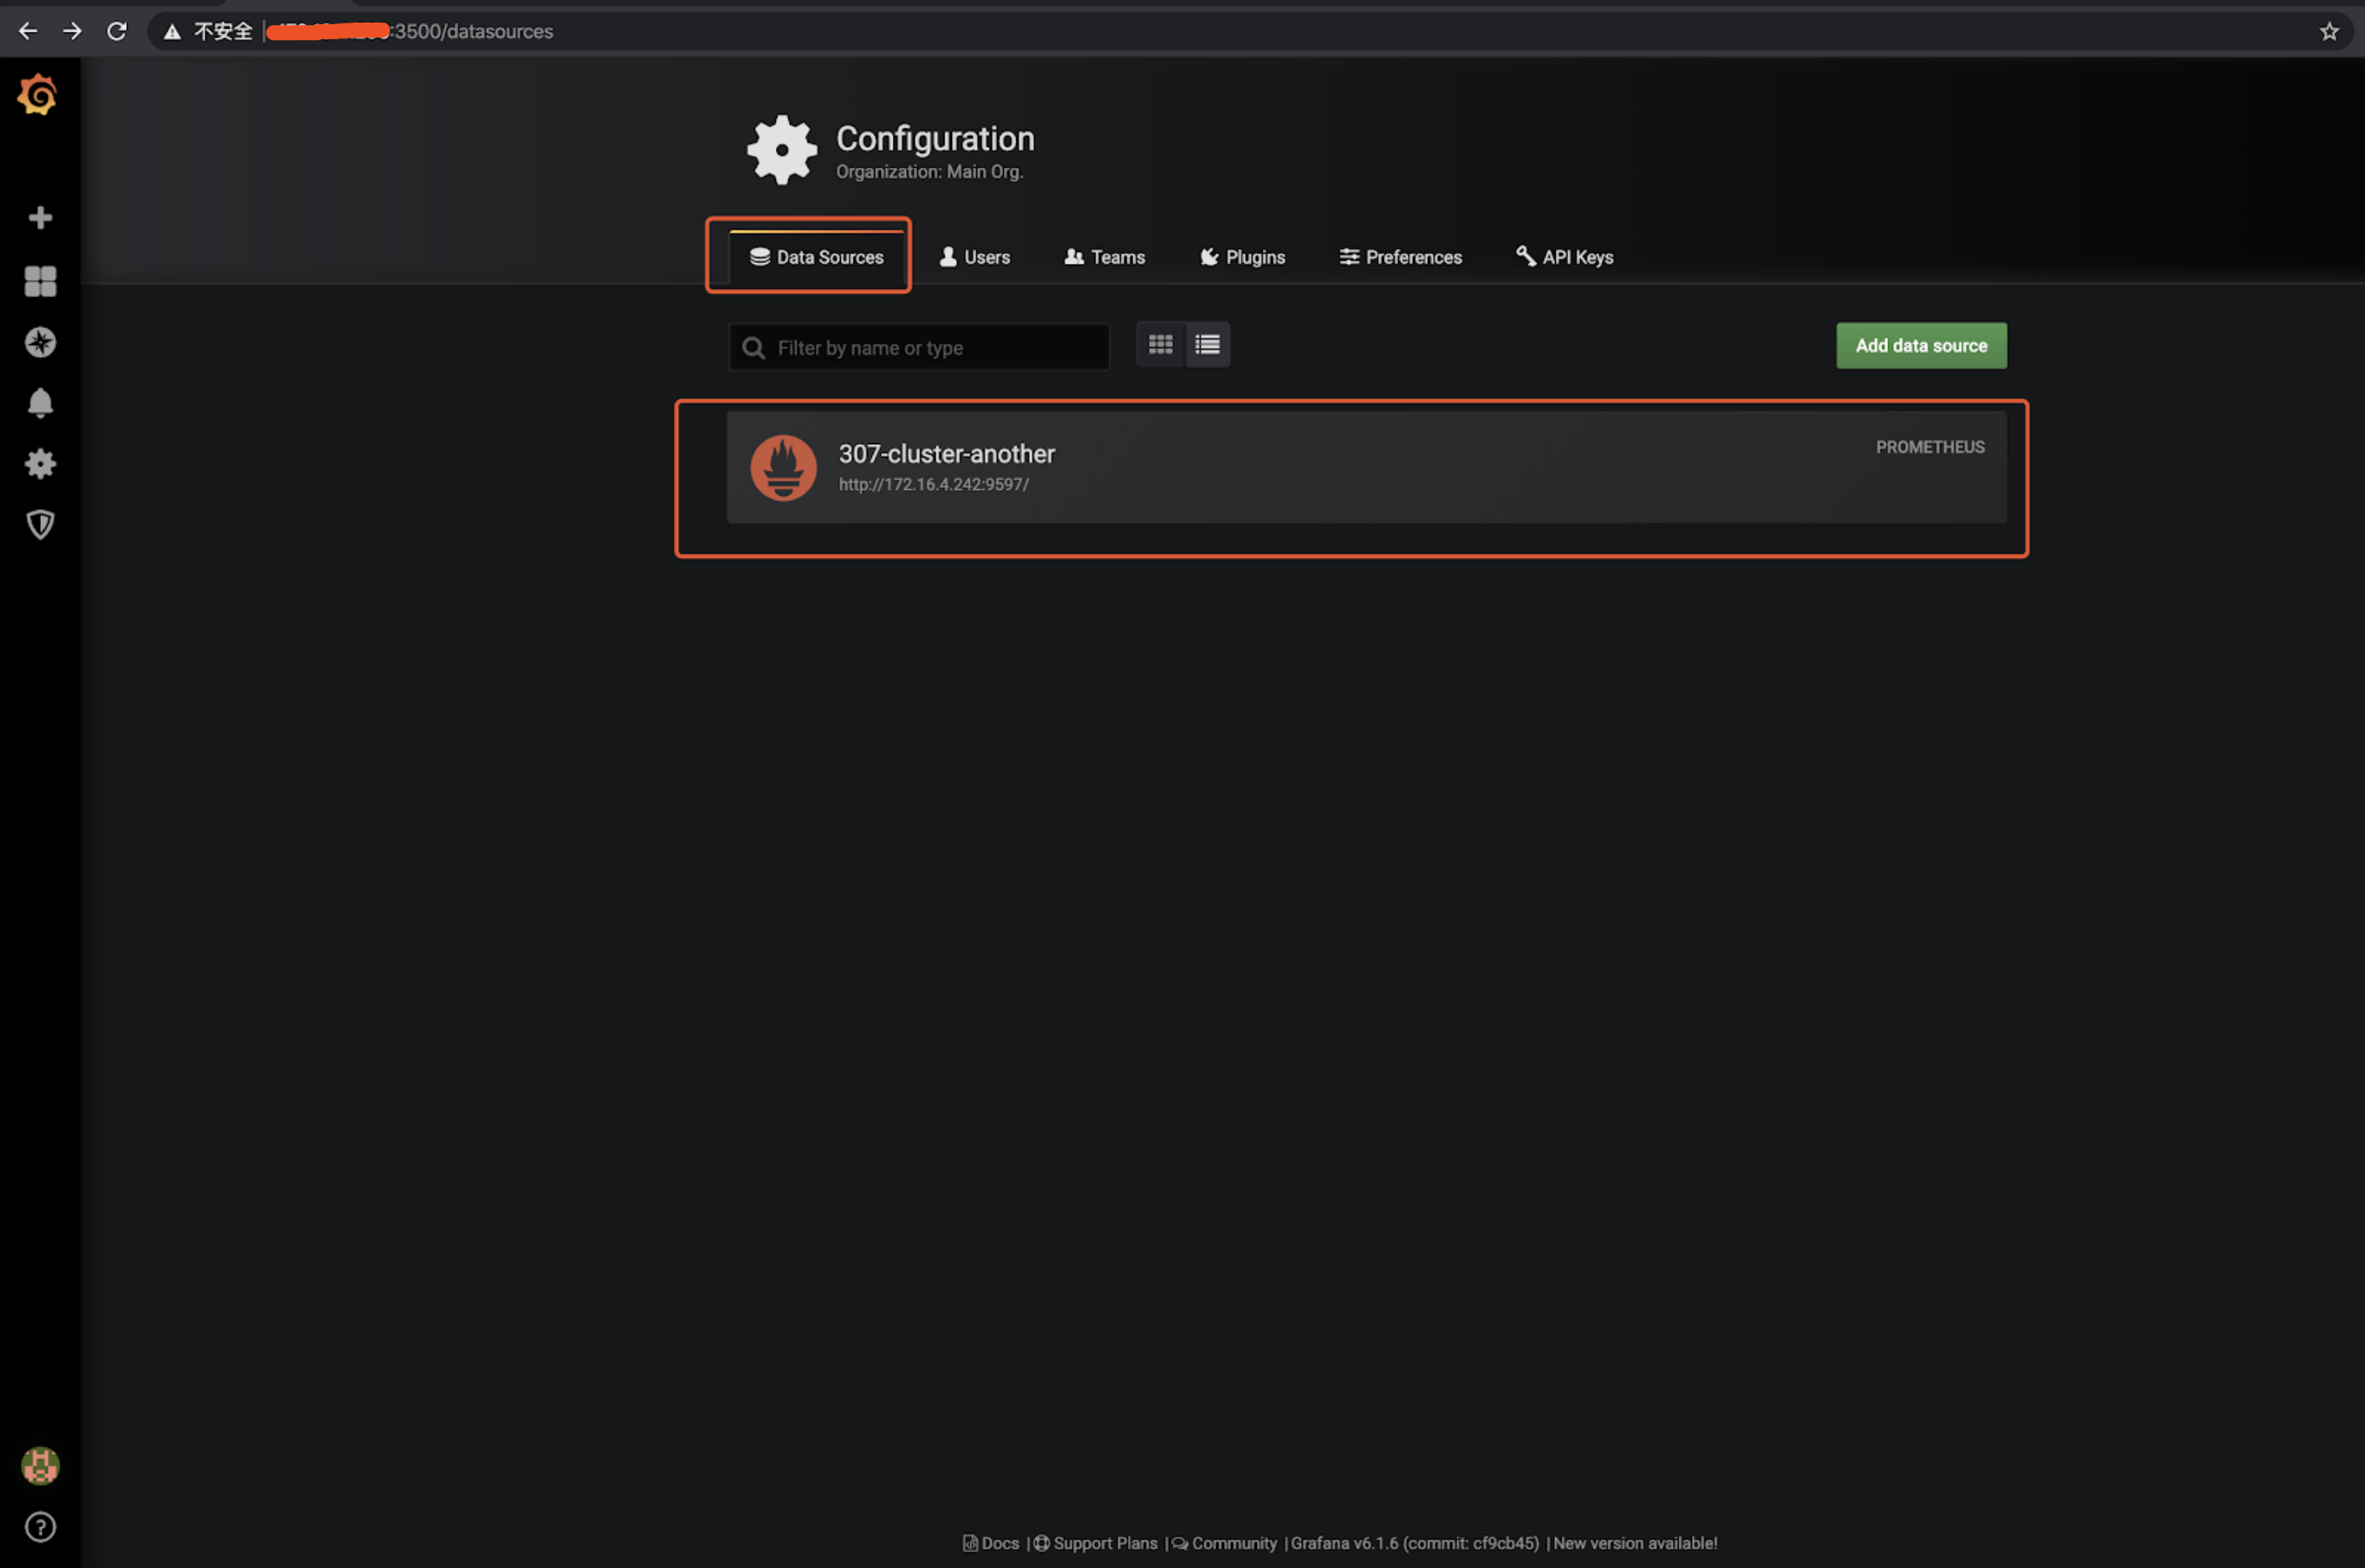 不安全 :3500/datasources
Configuration
Organization: Main Org.
Data Sources Users Teams Plugins Preferences API Keys
Filter by name or type Add data source
307-cluster-another PROMETHEUS
http://172.16.4.242:9597/
Docs | Support Plans | Community | Grafana v6.1.6 (commit: cf9cb45) | New version available!